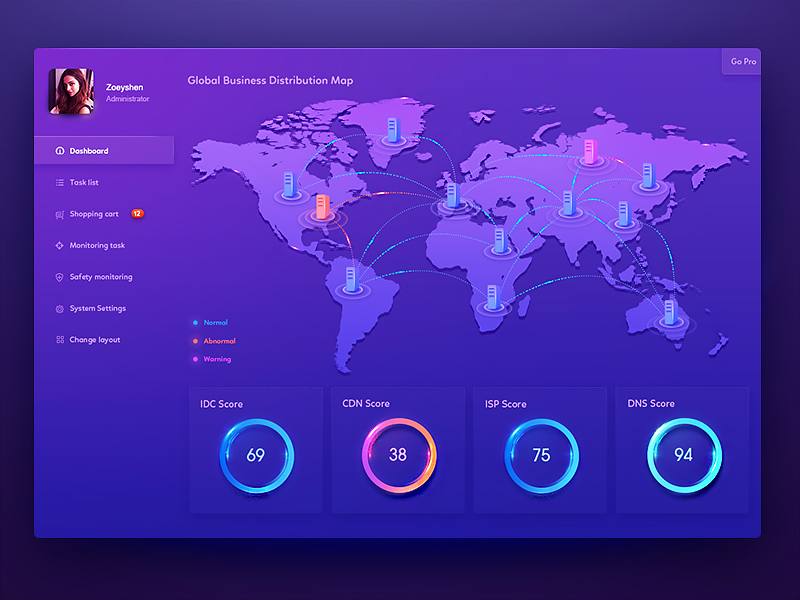 Go Pro
Zoeyshen
Administrator
Global Business Distribution Map
Dashboard
Task list
Shopping cart 12
Monitoring task
Safety monitoring
System Settings
Change layout
Normal
Abnormal
Warning
IDC Score
69
CDN Score
38
ISP Score
75
DNS Score
94